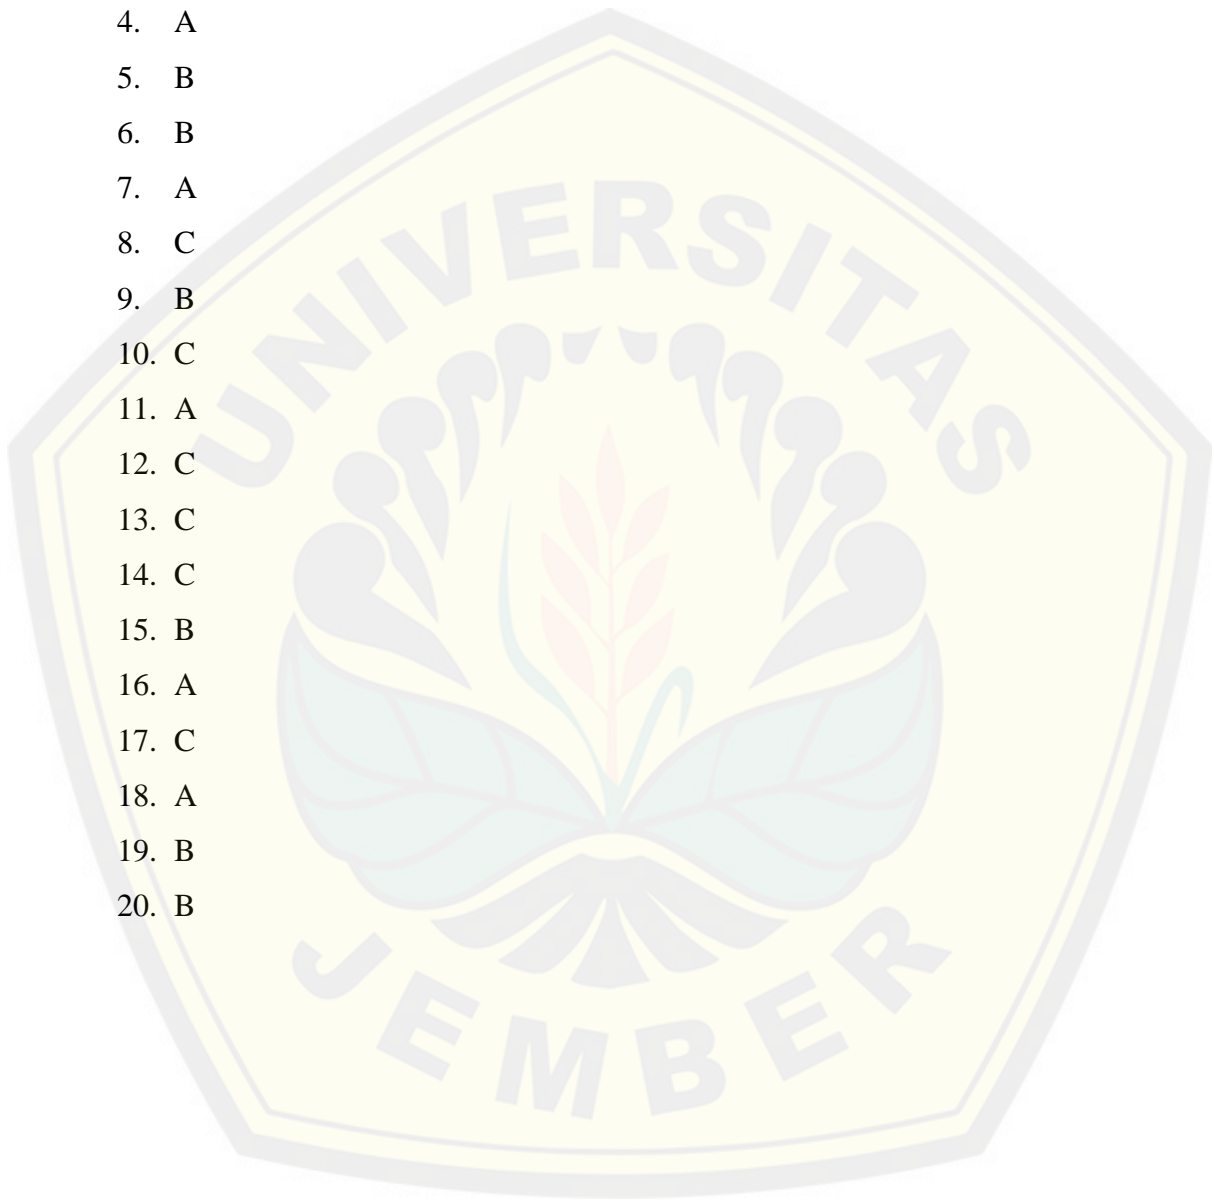 4. A
5. B
6. B
7. A
8. C
9. B
10. C
11. A
12. C
13. C
14. C
15. B
16. A
17. C
18. A
19. B
20. B
UNIVERSITAS
JEMBER